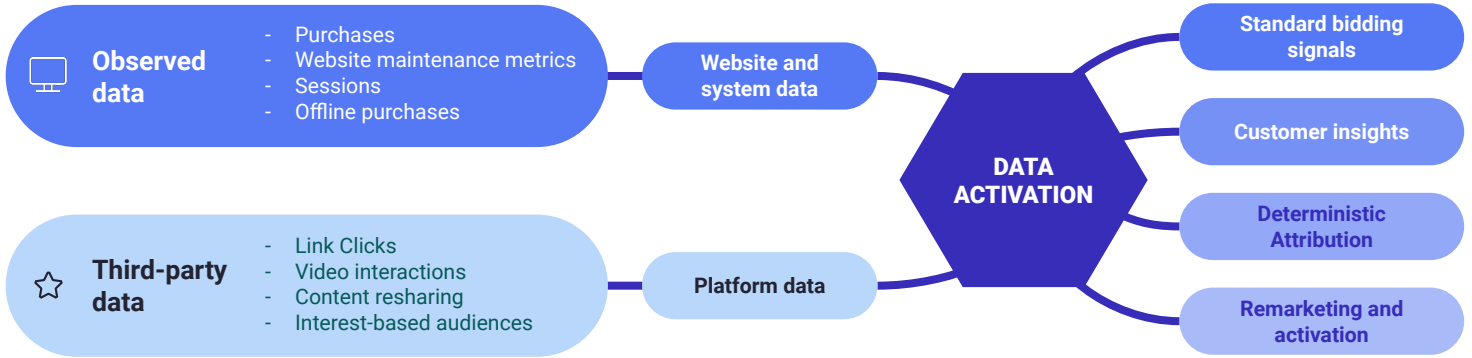 Observed
data
- Purchases
- Website maintenance metrics
- Sessions
- Offline purchases
Website and
system data
Third-party
data
- Link Clicks
- Video interactions
- Content resharing
- Interest-based audiences
Platform data
DATA
ACTIVATION
Standard bidding
signals
Customer insights
Deterministic
Attribution
Remarketing and
activation